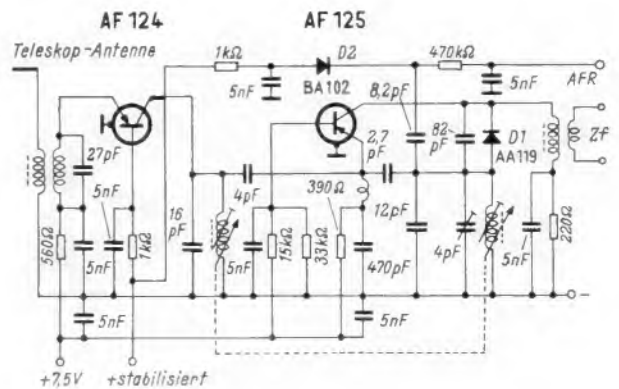 AF 124
AF 125
Teleskop-Antenne
1kΩ
D2
470kΩ
5nF
BA102
8,2pF
5nF
AFR
27pF
2,7
pF
82
pF
D1
AA119
Zf
5nF
16
pF
4pF
390Ω
12pF
560Ω
5nF
1kΩ
5nF
15kΩ
33kΩ
470pF
4pF
5nF
220Ω
5nF
5nF
-
+7,5V
+stabilisiert